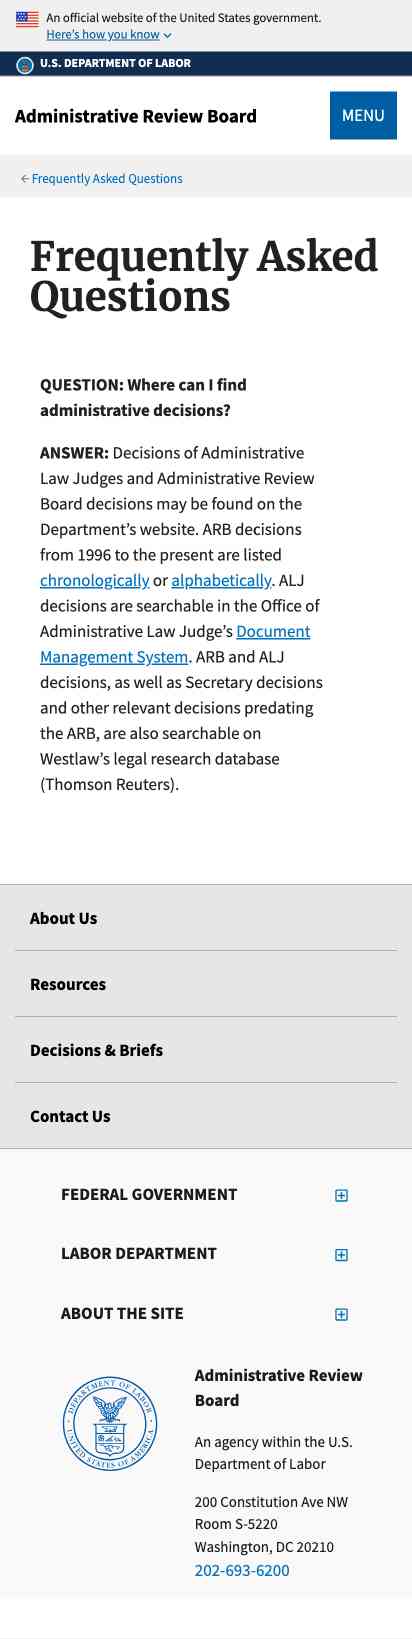 An official website of the United States government.
Here's how you know
U.S. DEPARTMENT OF LABOR
Administrative Review Board
MENU
Frequently Asked Questions
Frequently Asked
Questions
QUESTION: Where can I find
administrative decisions?
ANSWER: Decisions of Administrative
Law Judges and Administrative Review
Board decisions may be found on the
Department's website. ARB decisions
from 1996 to the present are listed
chronologically or alphabetically. ALJ
decisions are searchable in the Office of
Administrative Law Judge's Document
Management System. ARB and ALJ
decisions, as well as Secretary decisions
and other relevant decisions predating
the ARB, are also searchable on
Westlaw's legal research database
(Thomson Reuters).
About Us
Resources
Decisions & Briefs
Contact Us
FEDERAL GOVERNMENT
LABOR DEPARTMENT
ABOUT THE SITE
DEPARTMENT OF LABOR
UNITED STATES OF AMERICA
Administrative Review
Board
An agency within the U.S.
Department of Labor
200 Constitution Ave NW
Room S-5220
Washington, DC 20210
202-693-6200